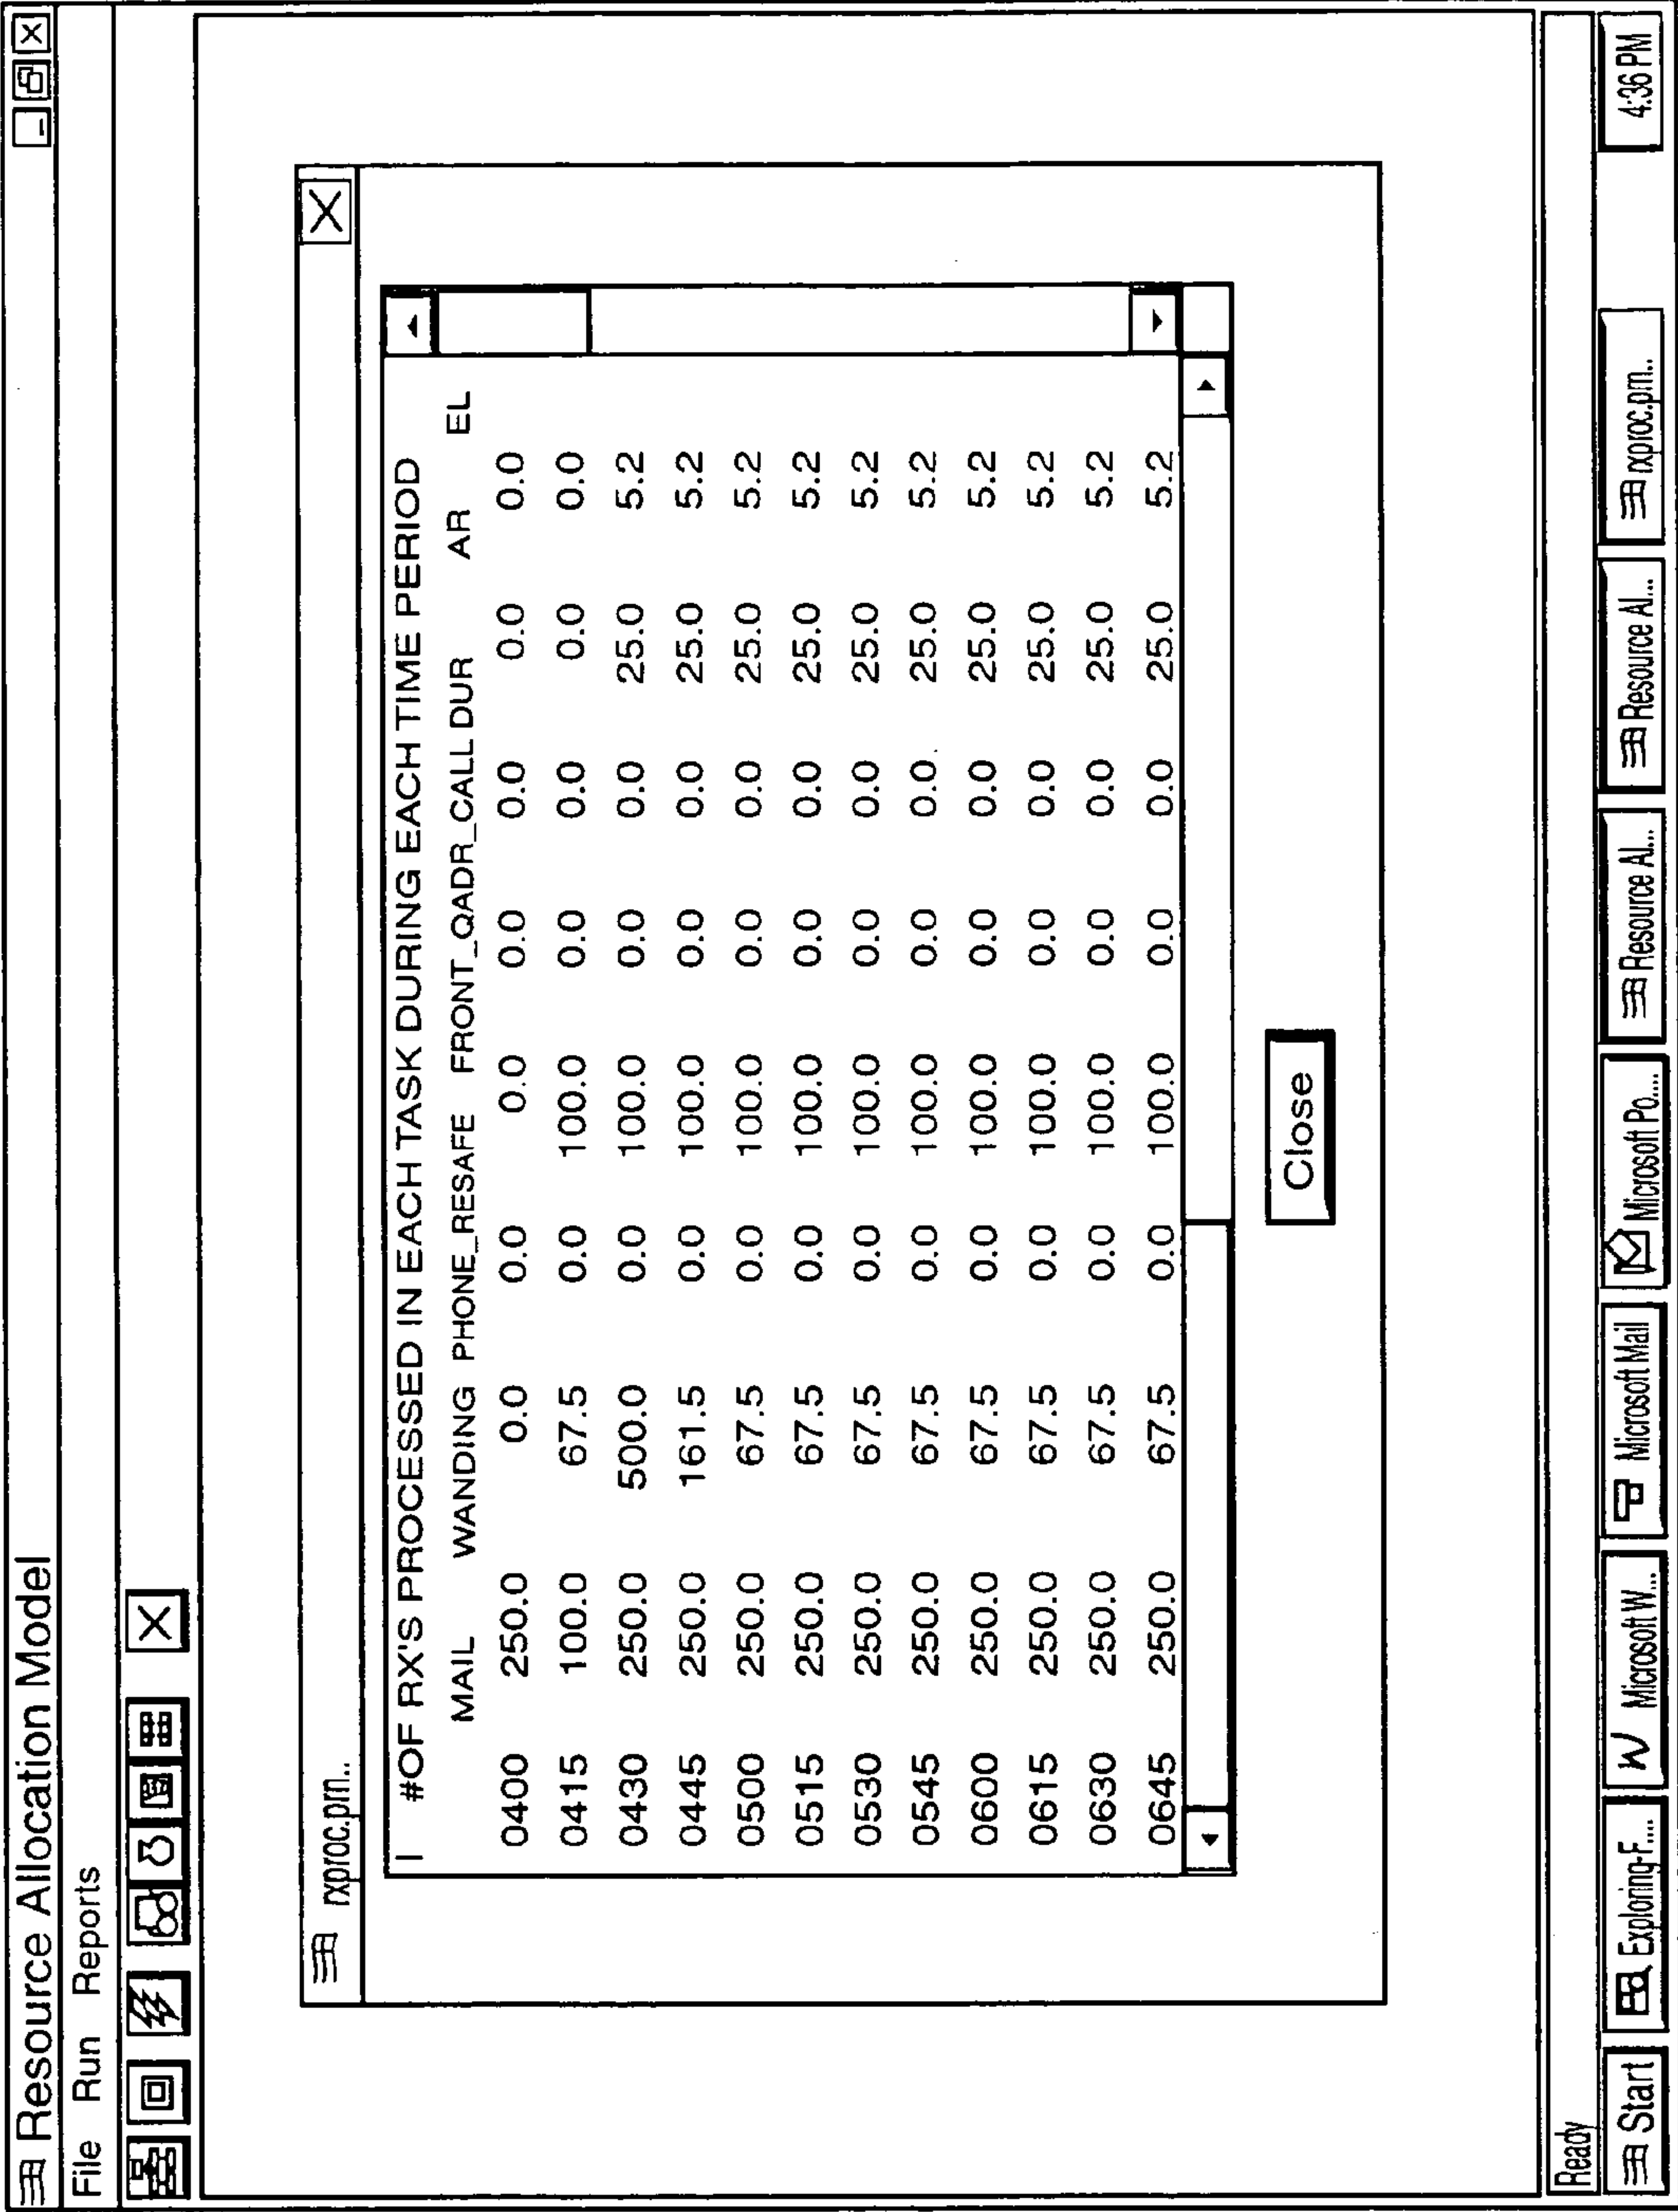 Resource Allocation Model
File Run Reports
rxproc.prn..
#OF RX'S PROCESSED IN EACH TASK DURING EACH TIME PERIOD
MAIL WANDING PHONE_RESAFE FRONT_QADR_CALL DUR AR EL
0400 250.0 0.0 0.0 0.0 0.0 0.0 0.0 0.0
0415 100.0 67.5 0.0 100.0 0.0 0.0 0.0 0.0
0430 250.0 500.0 0.0 100.0 0.0 0.0 25.0 5.2
0445 250.0 161.5 0.0 100.0 0.0 0.0 25.0 5.2
0500 250.0 67.5 0.0 100.0 0.0 0.0 25.0 5.2
0515 250.0 67.5 0.0 100.0 0.0 0.0 25.0 5.2
0530 250.0 67.5 0.0 100.0 0.0 0.0 25.0 5.2
0545 250.0 67.5 0.0 100.0 0.0 0.0 25.0 5.2
0600 250.0 67.5 0.0 100.0 0.0 0.0 25.0 5.2
0615 250.0 67.5 0.0 100.0 0.0 0.0 25.0 5.2
0630 250.0 67.5 0.0 100.0 0.0 0.0 25.0 5.2
0645 250.0 67.5 0.0 100.0 0.0 0.0 25.0 5.2
Close
Ready
Start Exploring-F... W Microsoft W... Microsoft Mail Microsoft Po.... Resource Al... Resource Al... rxproc.prn.. 4:36 PM